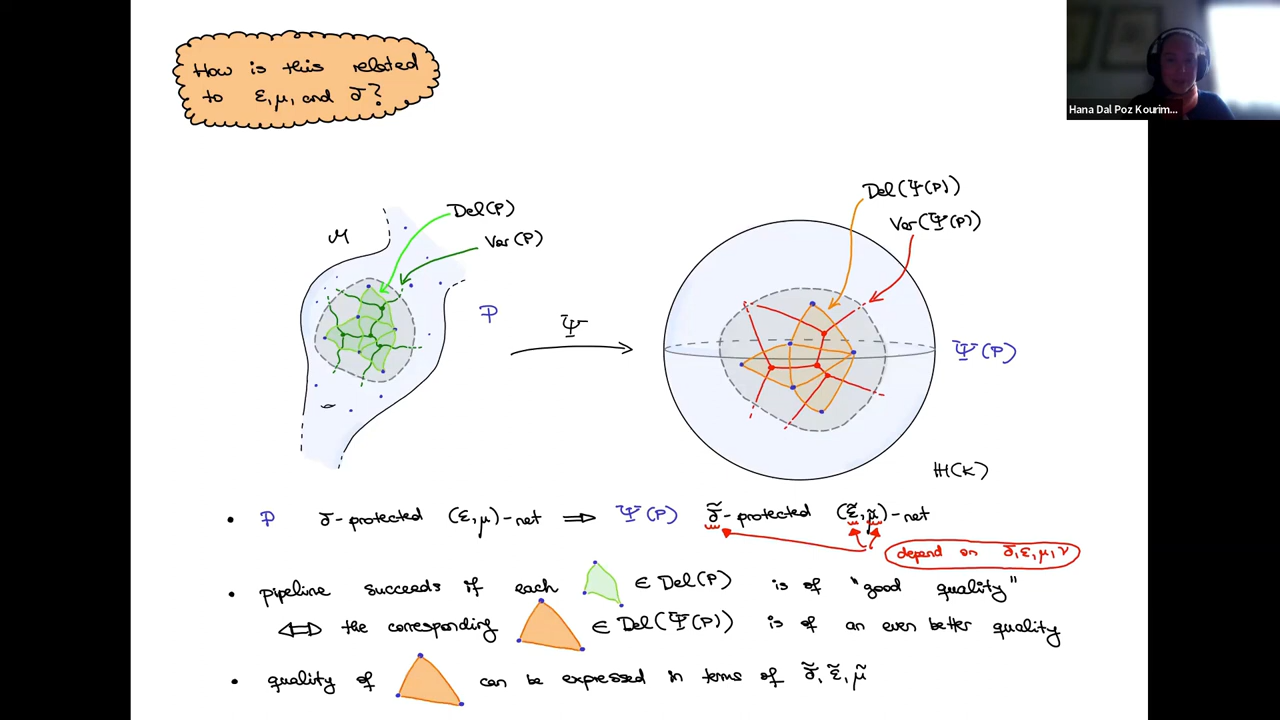 How is this related
to ε, μ, and δ?
Hana Dal Poz Kourim...
Del(Ψ(P))
Vor(Ψ(P))
Del(P)
Vor(P)
M
P
Ψ
Ψ(P)
ℍ(K)
• P δ-protected (ε, μ)-net ⟹ Ψ(P) δ̃-protected (ε̃, μ̃)-net
depend on δ, ε, μ, ν
• pipeline succeeds if each ∈ Del(P) is of "good quality"
⟺ the corresponding ∈ Del(Ψ(P)) is of an even better quality
• quality of can be expressed in terms of δ̃, ε̃, μ̃